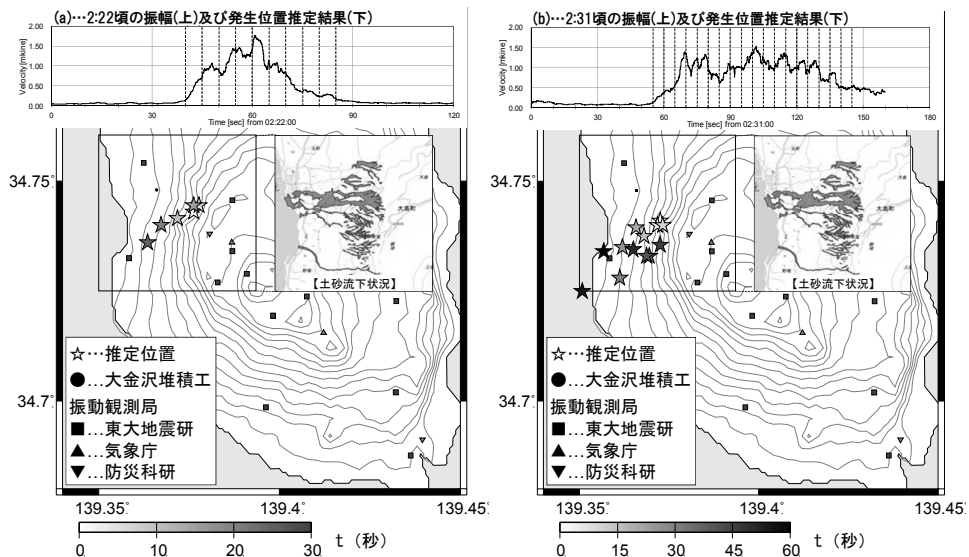 (a)…2:22頃の振幅(上)及び発生位置推定結果(下)
2.00
1.50
1.00
0.50
0.00
Velocity[mkine]
0 30 60 90 120
Time [sec] from 02:22:00
34.75°
34.7°
【土砂流下状況】
大島町
☆…推定位置
●…大金沢堆積工
振動観測局
■…東大地震研
▲…気象庁
▼…防災科研
139.35° 139.4° 139.45°
0 10 20 30
t (秒)
(b)…2:31頃の振幅(上)及び発生位置推定結果(下)
2.00
1.50
1.00
0.50
0.00
Velocity[mkine]
0 30 60 90 120 150 180
Time [sec] from 02:31:00
34.75°
34.7°
【土砂流下状況】
大島町
☆…推定位置
●…大金沢堆積工
振動観測局
■…東大地震研
▲…気象庁
▼…防災科研
139.35° 139.4° 139.45°
0 15 30 45 60
t (秒)